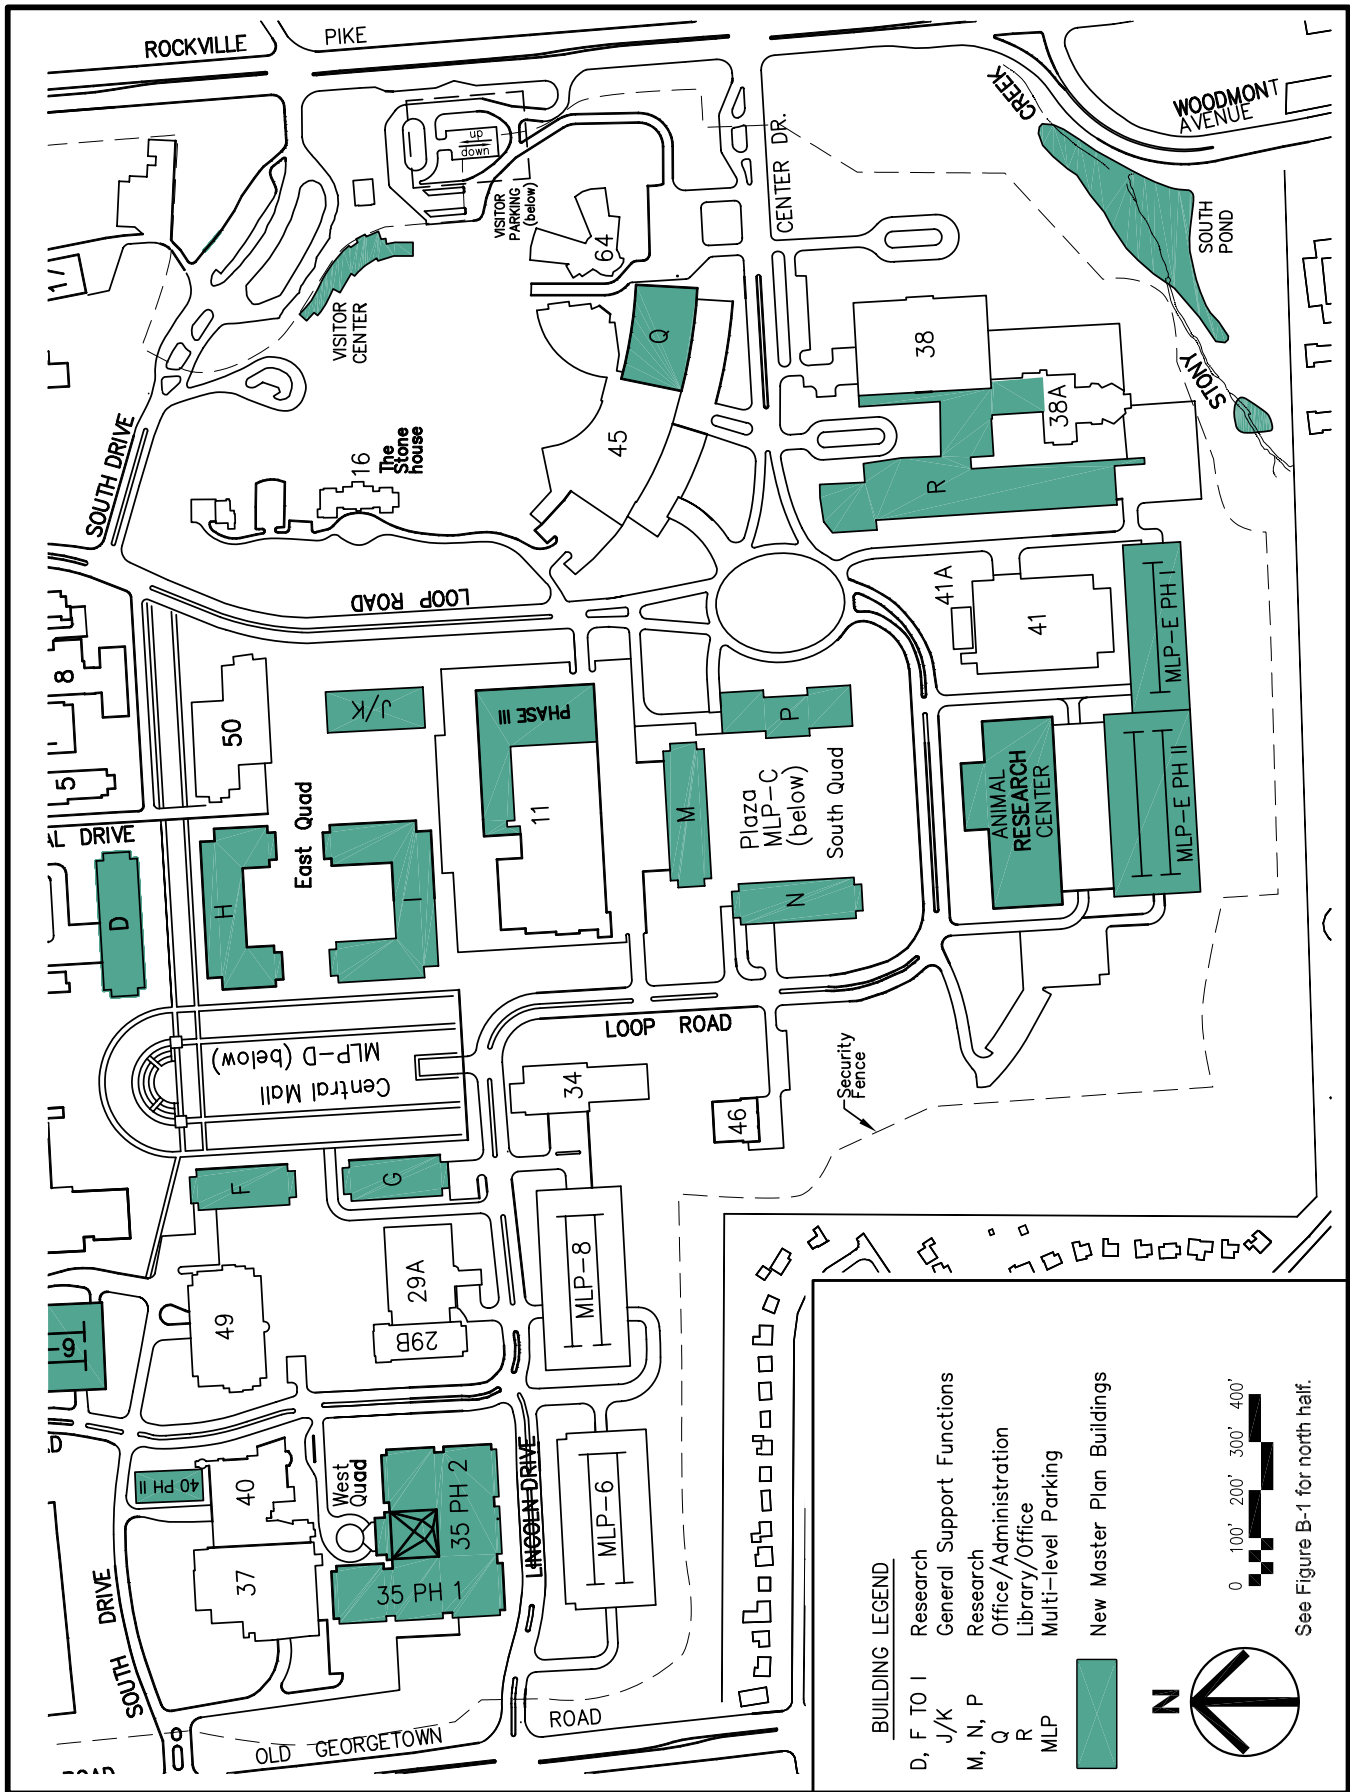 ROCKVILLE PIKE
WOODMONT
AVENUE
CREEK
up
down
VISITOR
PARKING
(below)
CENTER DR.
64
SOUTH
POND
VISITOR
CENTER
Q
38
STONY
38A
SOUTH DRIVE
16
The
Stone
house
45
R
LOOP ROAD
41A
41
MLP-E PH I
8
50
J/K
PHASE III
P
5
East Quad
11
M
Plaza
MLP-C
(below)
South Quad
ANIMAL
RESEARCH
CENTER
MLP-E PH II
DRIVE
D
H
I
N
LOOP ROAD
Central Mall
MLP-D (below)
34
46
Security
Fence
F
G
49
29A
29B
MLP-8
40 PH II
40
West
Quad
35 PH 2
35 PH 1
37
LINCOLN DRIVE
MLP-6
SOUTH DRIVE
OLD GEORGETOWN ROAD
BUILDING LEGEND
D, F TO I Research
J/K General Support Functions
M, N, P Research
Q Office/Administration
R Library/Office
MLP Multi-level Parking
New Master Plan Buildings
N
0 100' 200' 300' 400'
See Figure B-1 for north half.